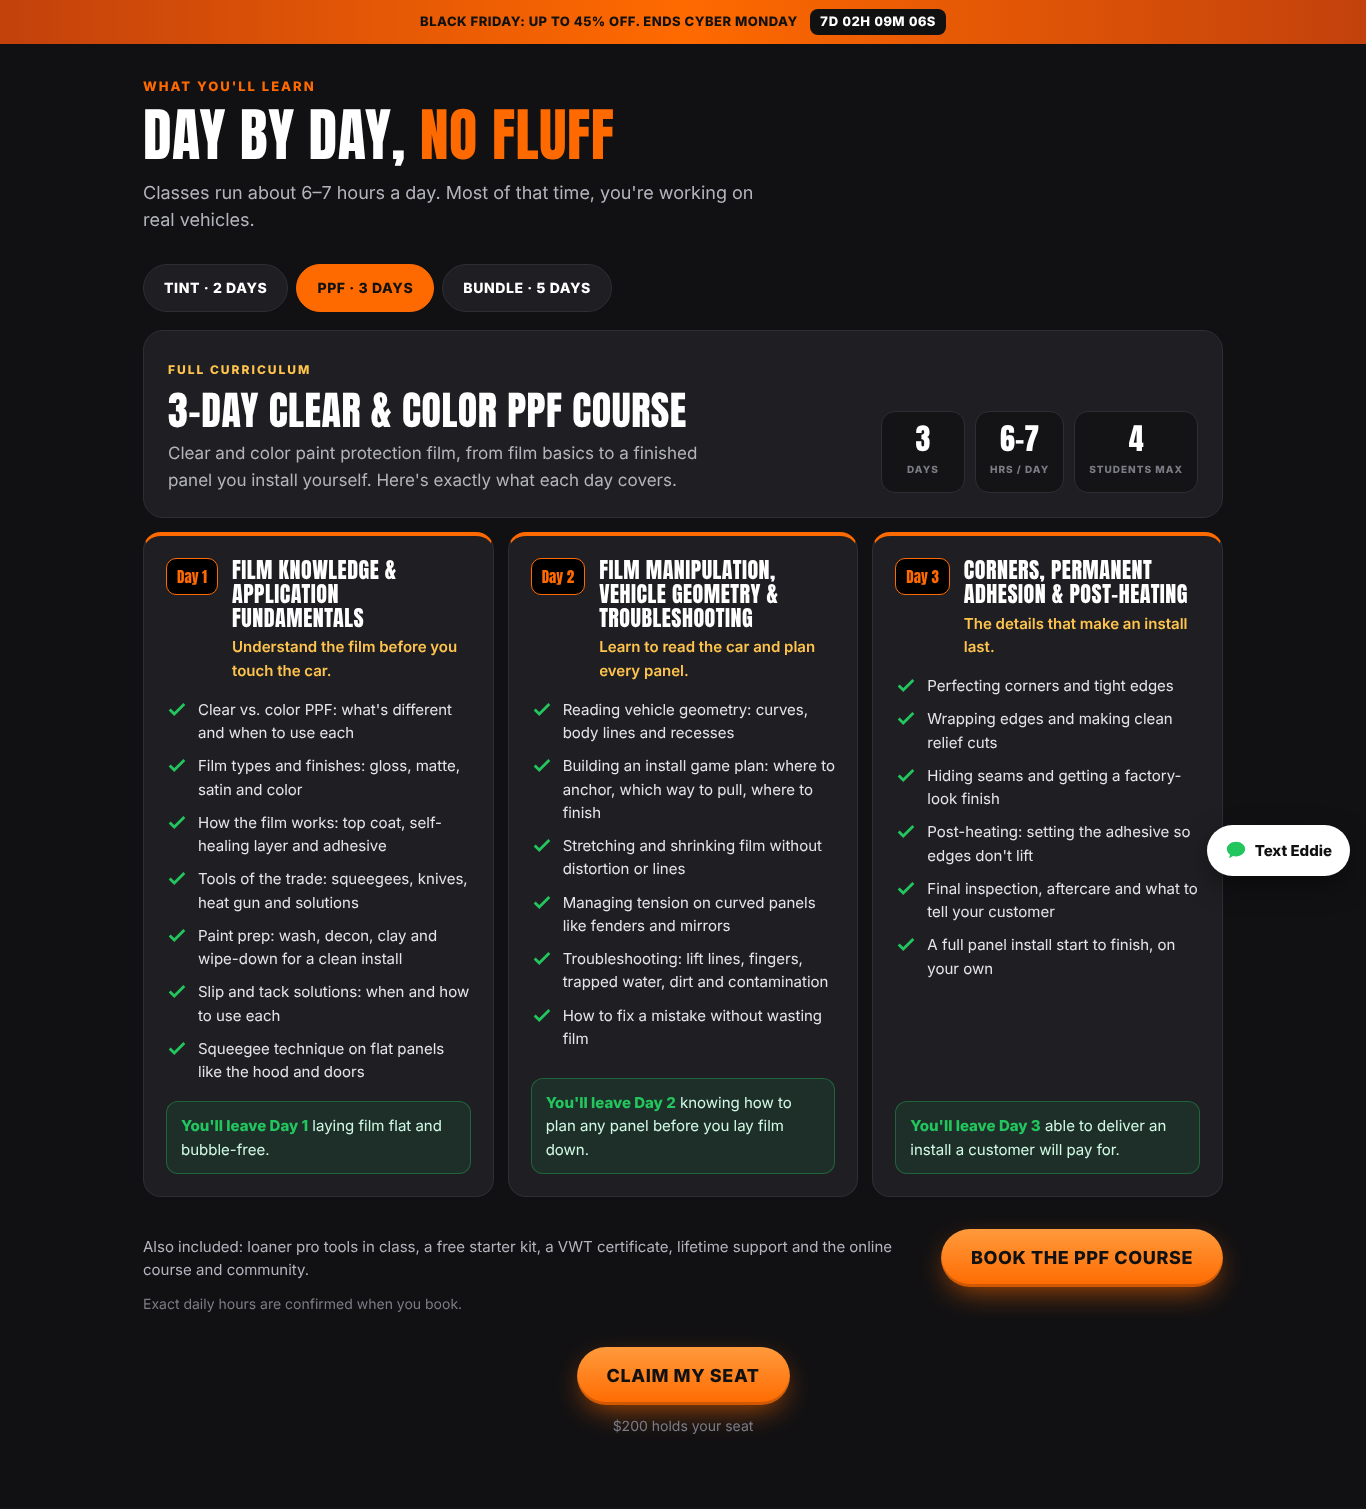 BLACK FRIDAY: UP TO 45% OFF. ENDS CYBER MONDAY 7D 02H 09M 06S
WHAT YOU'LL LEARN
DAY BY DAY, NO FLUFF
Classes run about 6–7 hours a day. Most of that time, you're working on
real vehicles.
TINT · 2 DAYS
PPF · 3 DAYS
BUNDLE · 5 DAYS
FULL CURRICULUM
3-DAY CLEAR & COLOR PPF COURSE
Clear and color paint protection film, from film basics to a finished
panel you install yourself. Here's exactly what each day covers.
3
DAYS
6-7
HRS / DAY
4
STUDENTS MAX
Day 1
FILM KNOWLEDGE &
APPLICATION
FUNDAMENTALS
Understand the film before you
touch the car.
Clear vs. color PPF: what's different
and when to use each
Film types and finishes: gloss, matte,
satin and color
How the film works: top coat, self-
healing layer and adhesive
Tools of the trade: squeegees, knives,
heat gun and solutions
Paint prep: wash, decon, clay and
wipe-down for a clean install
Slip and tack solutions: when and how
to use each
Squeegee technique on flat panels
like the hood and doors
You'll leave Day 1 laying film flat and
bubble-free.
Day 2
FILM MANIPULATION,
VEHICLE GEOMETRY &
TROUBLESHOOTING
Learn to read the car and plan
every panel.
Reading vehicle geometry: curves,
body lines and recesses
Building an install game plan: where to
anchor, which way to pull, where to
finish
Stretching and shrinking film without
distortion or lines
Managing tension on curved panels
like fenders and mirrors
Troubleshooting: lift lines, fingers,
trapped water, dirt and contamination
How to fix a mistake without wasting
film
You'll leave Day 2 knowing how to
plan any panel before you lay film
down.
Day 3
CORNERS, PERMANENT
ADHESION & POST-HEATING
The details that make an install
last.
Perfecting corners and tight edges
Wrapping edges and making clean
relief cuts
Hiding seams and getting a factory-
look finish
Post-heating: setting the adhesive so
edges don't lift
Final inspection, aftercare and what to
tell your customer
A full panel install start to finish, on
your own
You'll leave Day 3 able to deliver an
install a customer will pay for.
Text Eddie
Also included: loaner pro tools in class, a free starter kit, a VWT certificate, lifetime support and the online
course and community.
Exact daily hours are confirmed when you book.
BOOK THE PPF COURSE
CLAIM MY SEAT
$200 holds your seat